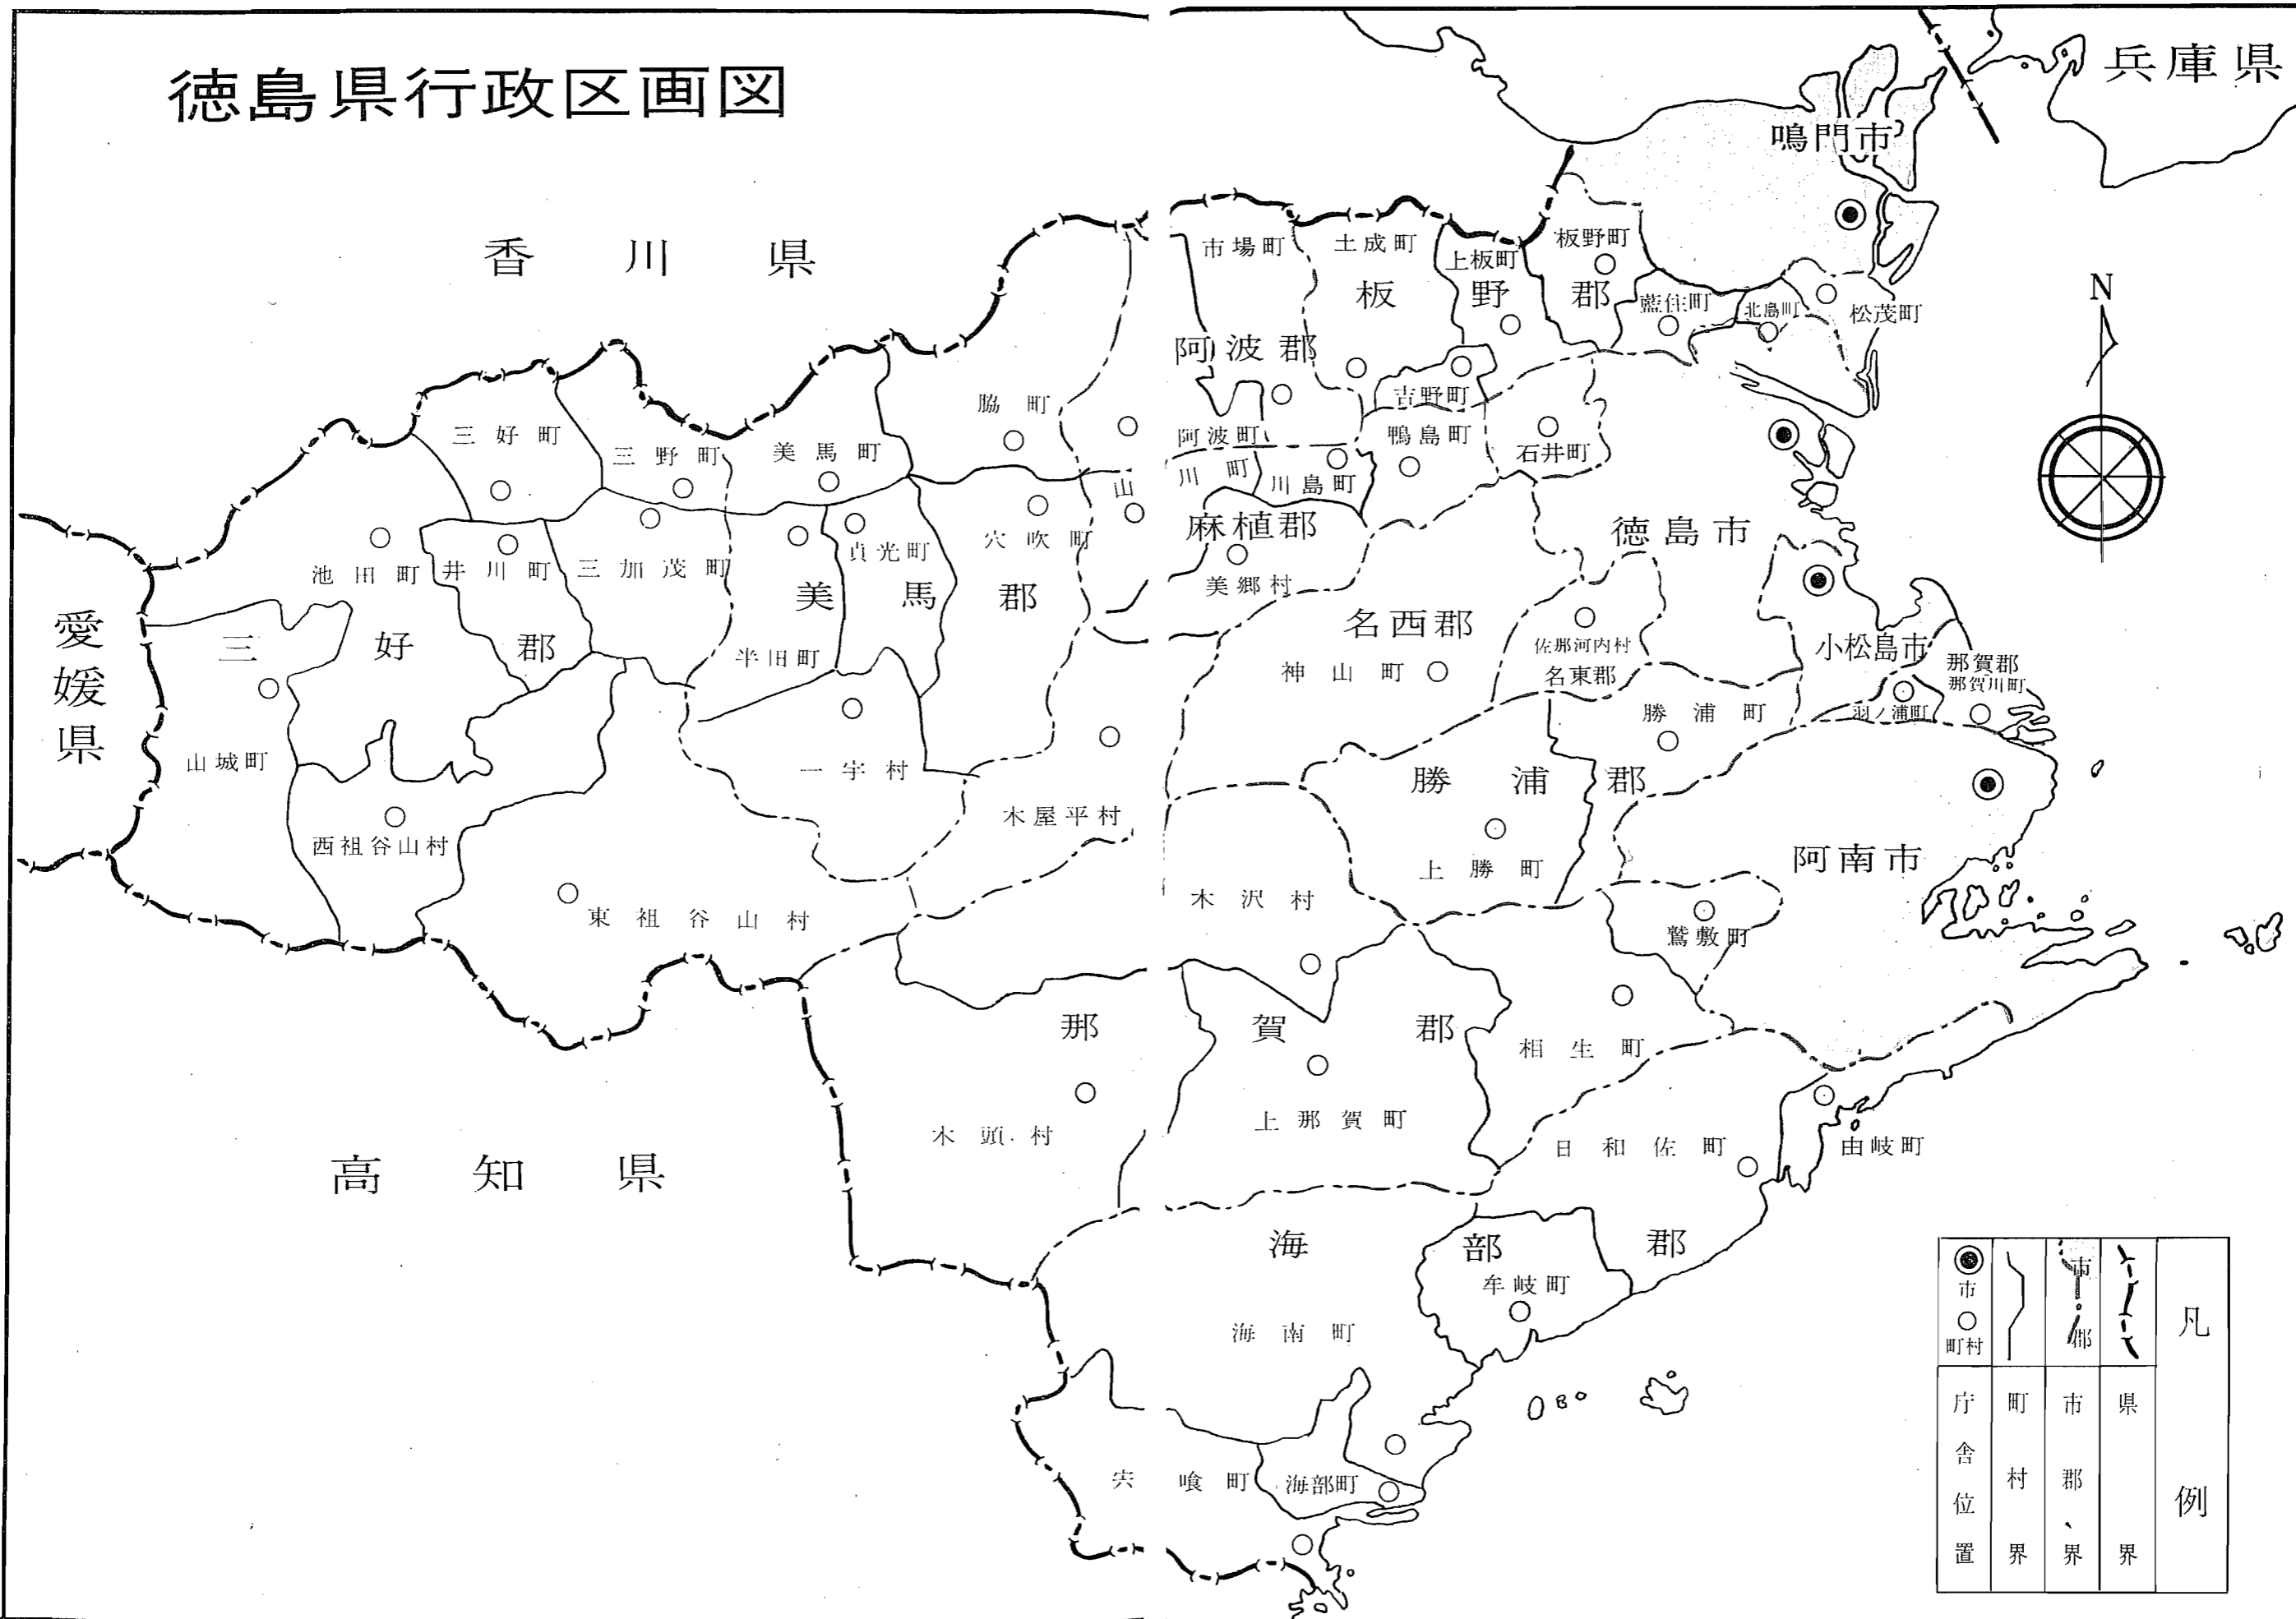 徳島県行政区画図
兵庫県
鳴門市
香川県
N
市場町
土成町
上板町
板野町
板野郡
藍住町
北島町
松茂町
阿波郡
脇町
吉野町
阿波町
鴨島町
石井町
三好町
三野町
美馬町
山川町
川島町
麻植郡
徳島市
池田町
井川町
三加茂町
貞光町
穴吹町
美郷村
美馬郡
愛媛県
三好郡
半田町
名西郡
神山町
佐那河内村
名東郡
小松島市
那賀郡
那賀川町
羽ノ浦町
勝浦町
山城町
一宇村
勝浦郡
木屋平村
西祖谷山村
上勝町
阿南市
東祖谷山村
木沢村
鷲敷町
那賀郡
相生町
木頭村
上那賀町
日和佐町
由岐町
高知県
海部郡
牟岐町
海南町
宍喰町
海部町
凡例
県界
市郡
市郡、界
町村界
市
町村
庁舎位置